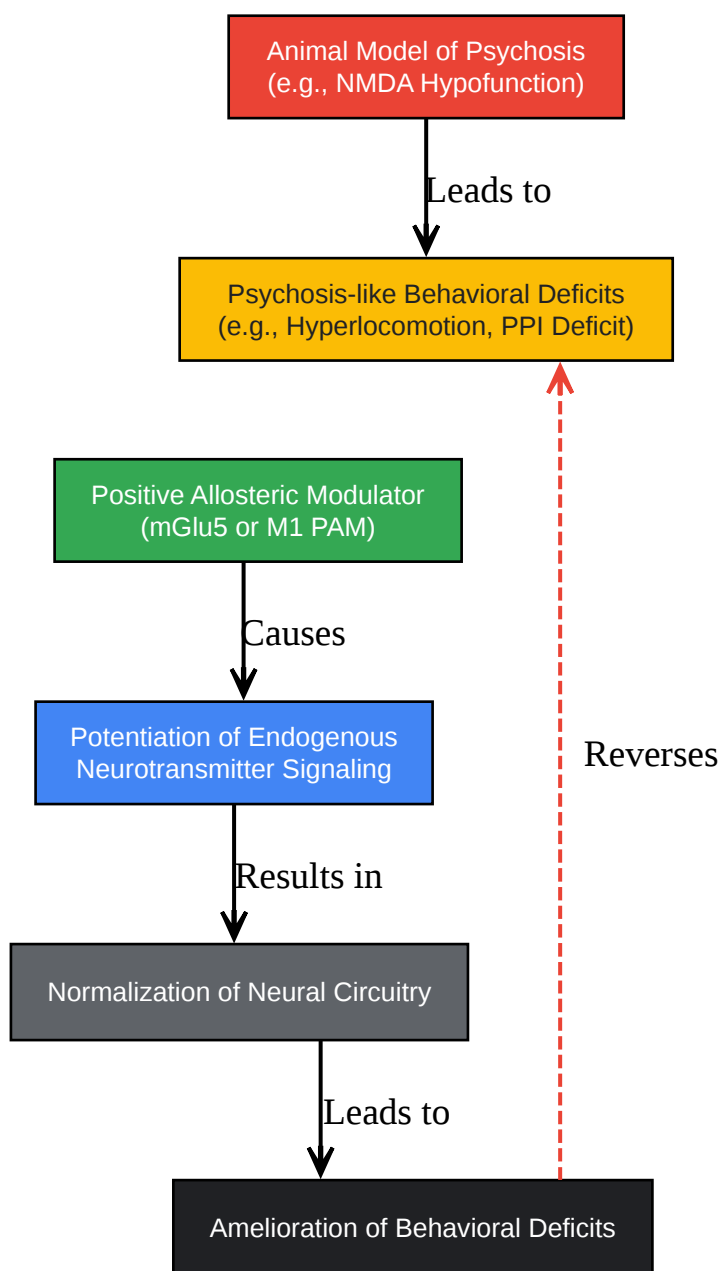 Animal Model of Psychosis
(e.g., NMDA Hypofunction)
Leads to
Psychosis-like Behavioral Deficits
(e.g., Hyperlocomotion, PPI Deficit)
Positive Allosteric Modulator
(mGlu5 or M1 PAM)
Causes
Potentiation of Endogenous
Neurotransmitter Signaling
Reverses
Results in
Normalization of Neural Circuitry
Leads to
Amelioration of Behavioral Deficits